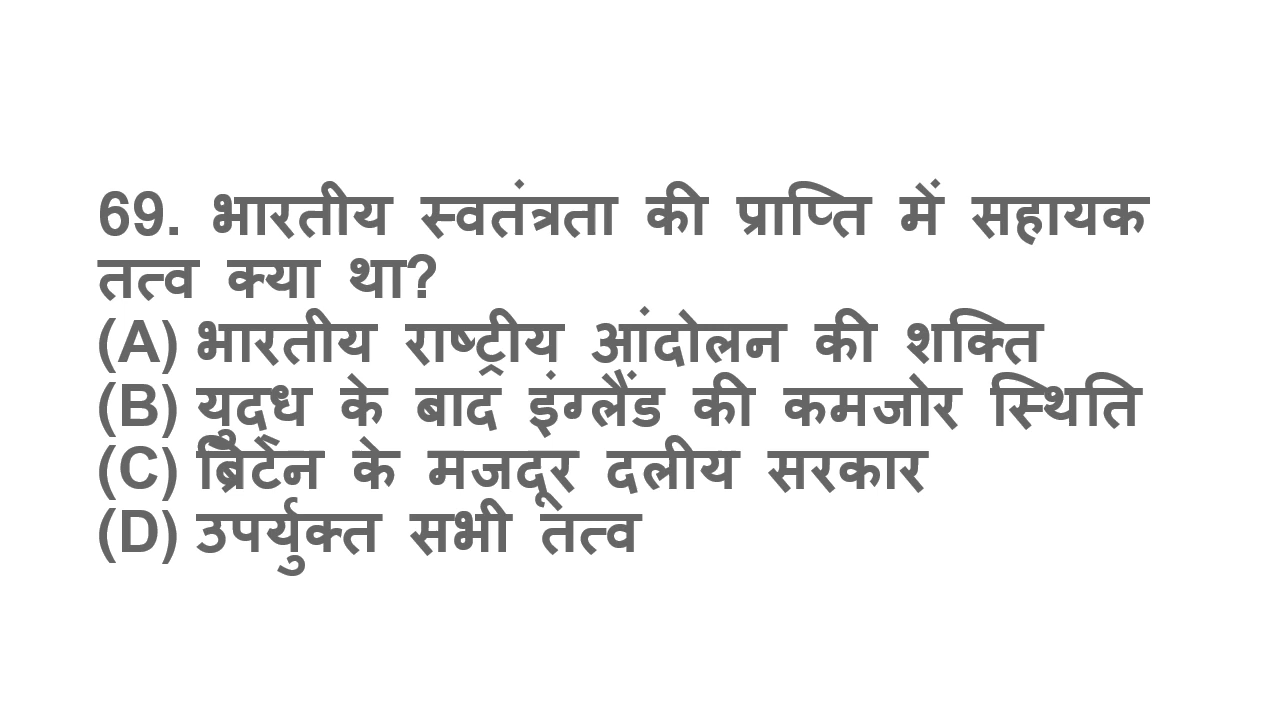 69. भारतीय स्वतंत्रता की प्राप्ति में सहायक
तत्व क्या था?
(A) भारतीय राष्ट्रीय आंदोलन की शक्ति
(B) युद्ध के बाद इंग्लैंड की कमजोर स्थिति
(C) ब्रिटेन के मजदूर दलीय सरकार
(D) उपर्युक्त सभी तत्व